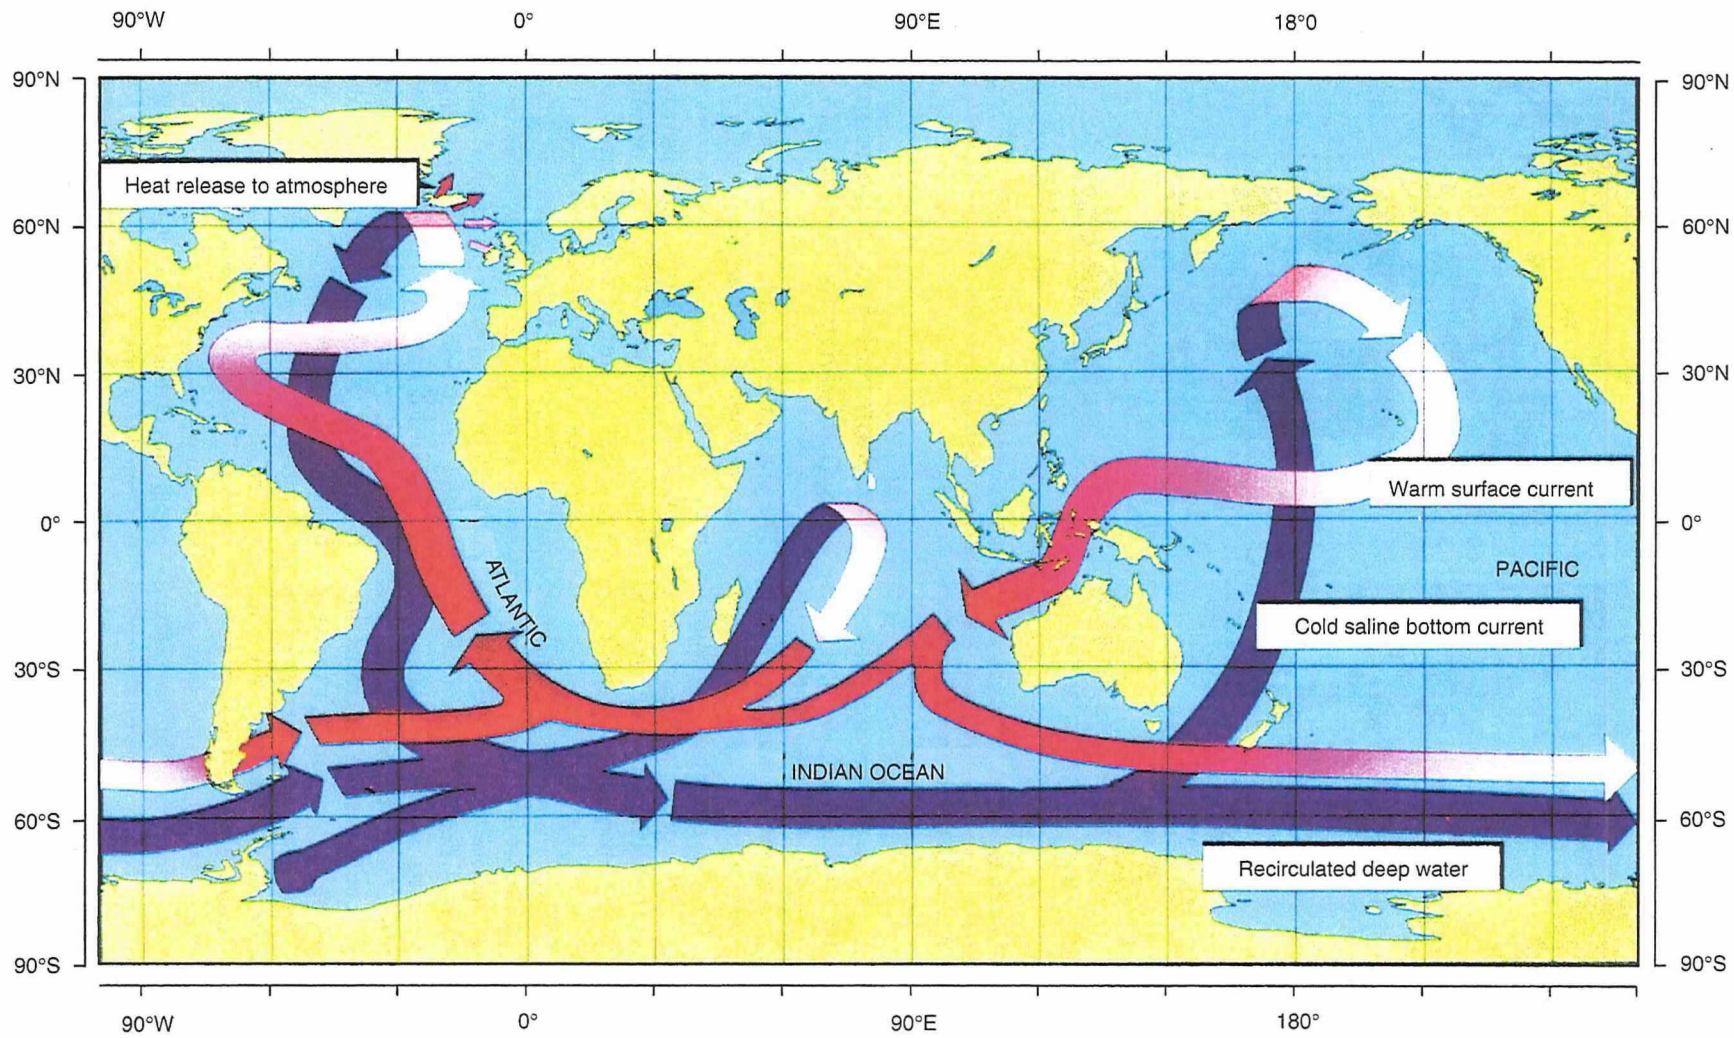 90°W 0° 90°E 18°0
90°N 90°N
Heat release to atmosphere
60°N 60°N
30°N 30°N
Warm surface current
0° 0°
ATLANTIC
PACIFIC
Cold saline bottom current
30°S 30°S
INDIAN OCEAN
60°S 60°S
Recirculated deep water
90°S 90°S
90°W 0° 90°E 180°